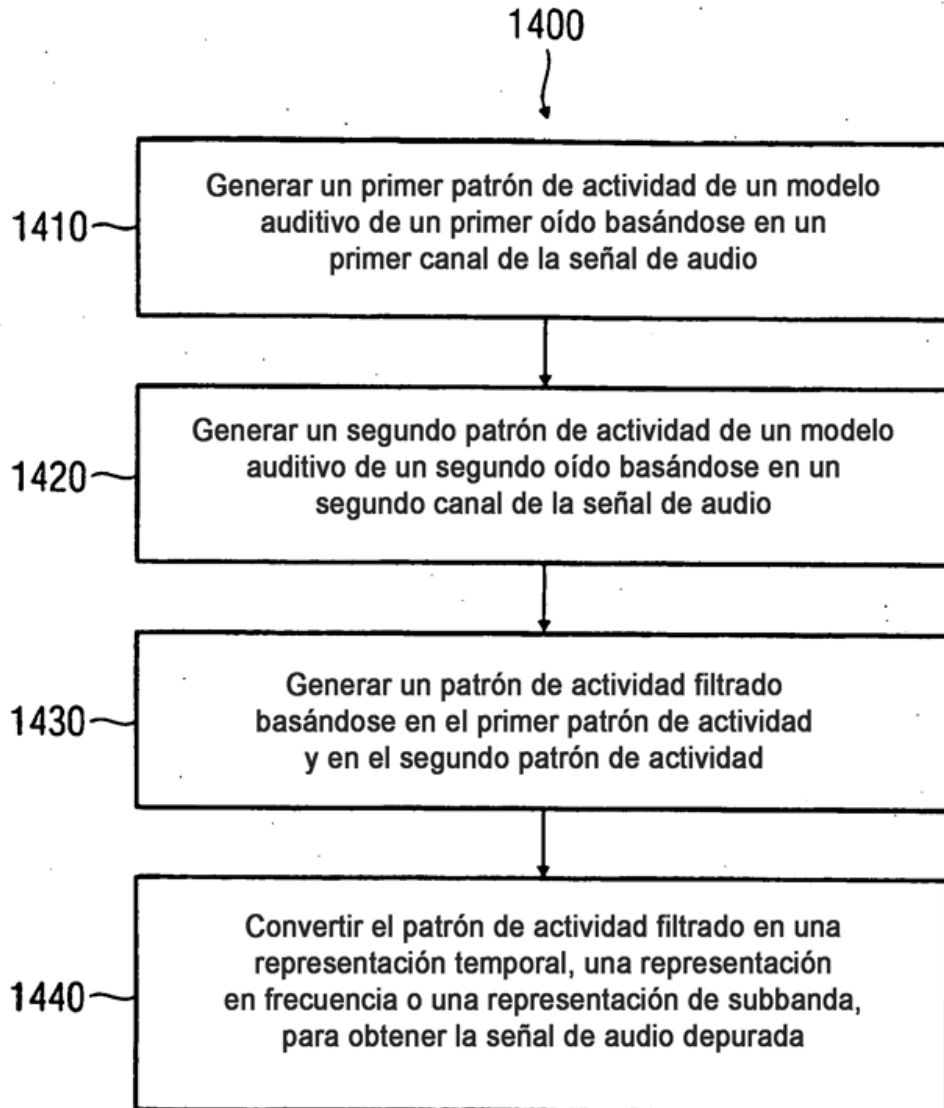 1400
1410
Generar un primer patrón de actividad de un modelo
auditivo de un primer oído basándose en un
primer canal de la señal de audio
1420
Generar un segundo patrón de actividad de un modelo
auditivo de un segundo oído basándose en un
segundo canal de la señal de audio
1430
Generar un patrón de actividad filtrado
basándose en el primer patrón de actividad
y en el segundo patrón de actividad
1440
Convertir el patrón de actividad filtrado en una
representación temporal, una representación
en frecuencia o una representación de subbanda,
para obtener la señal de audio depurada